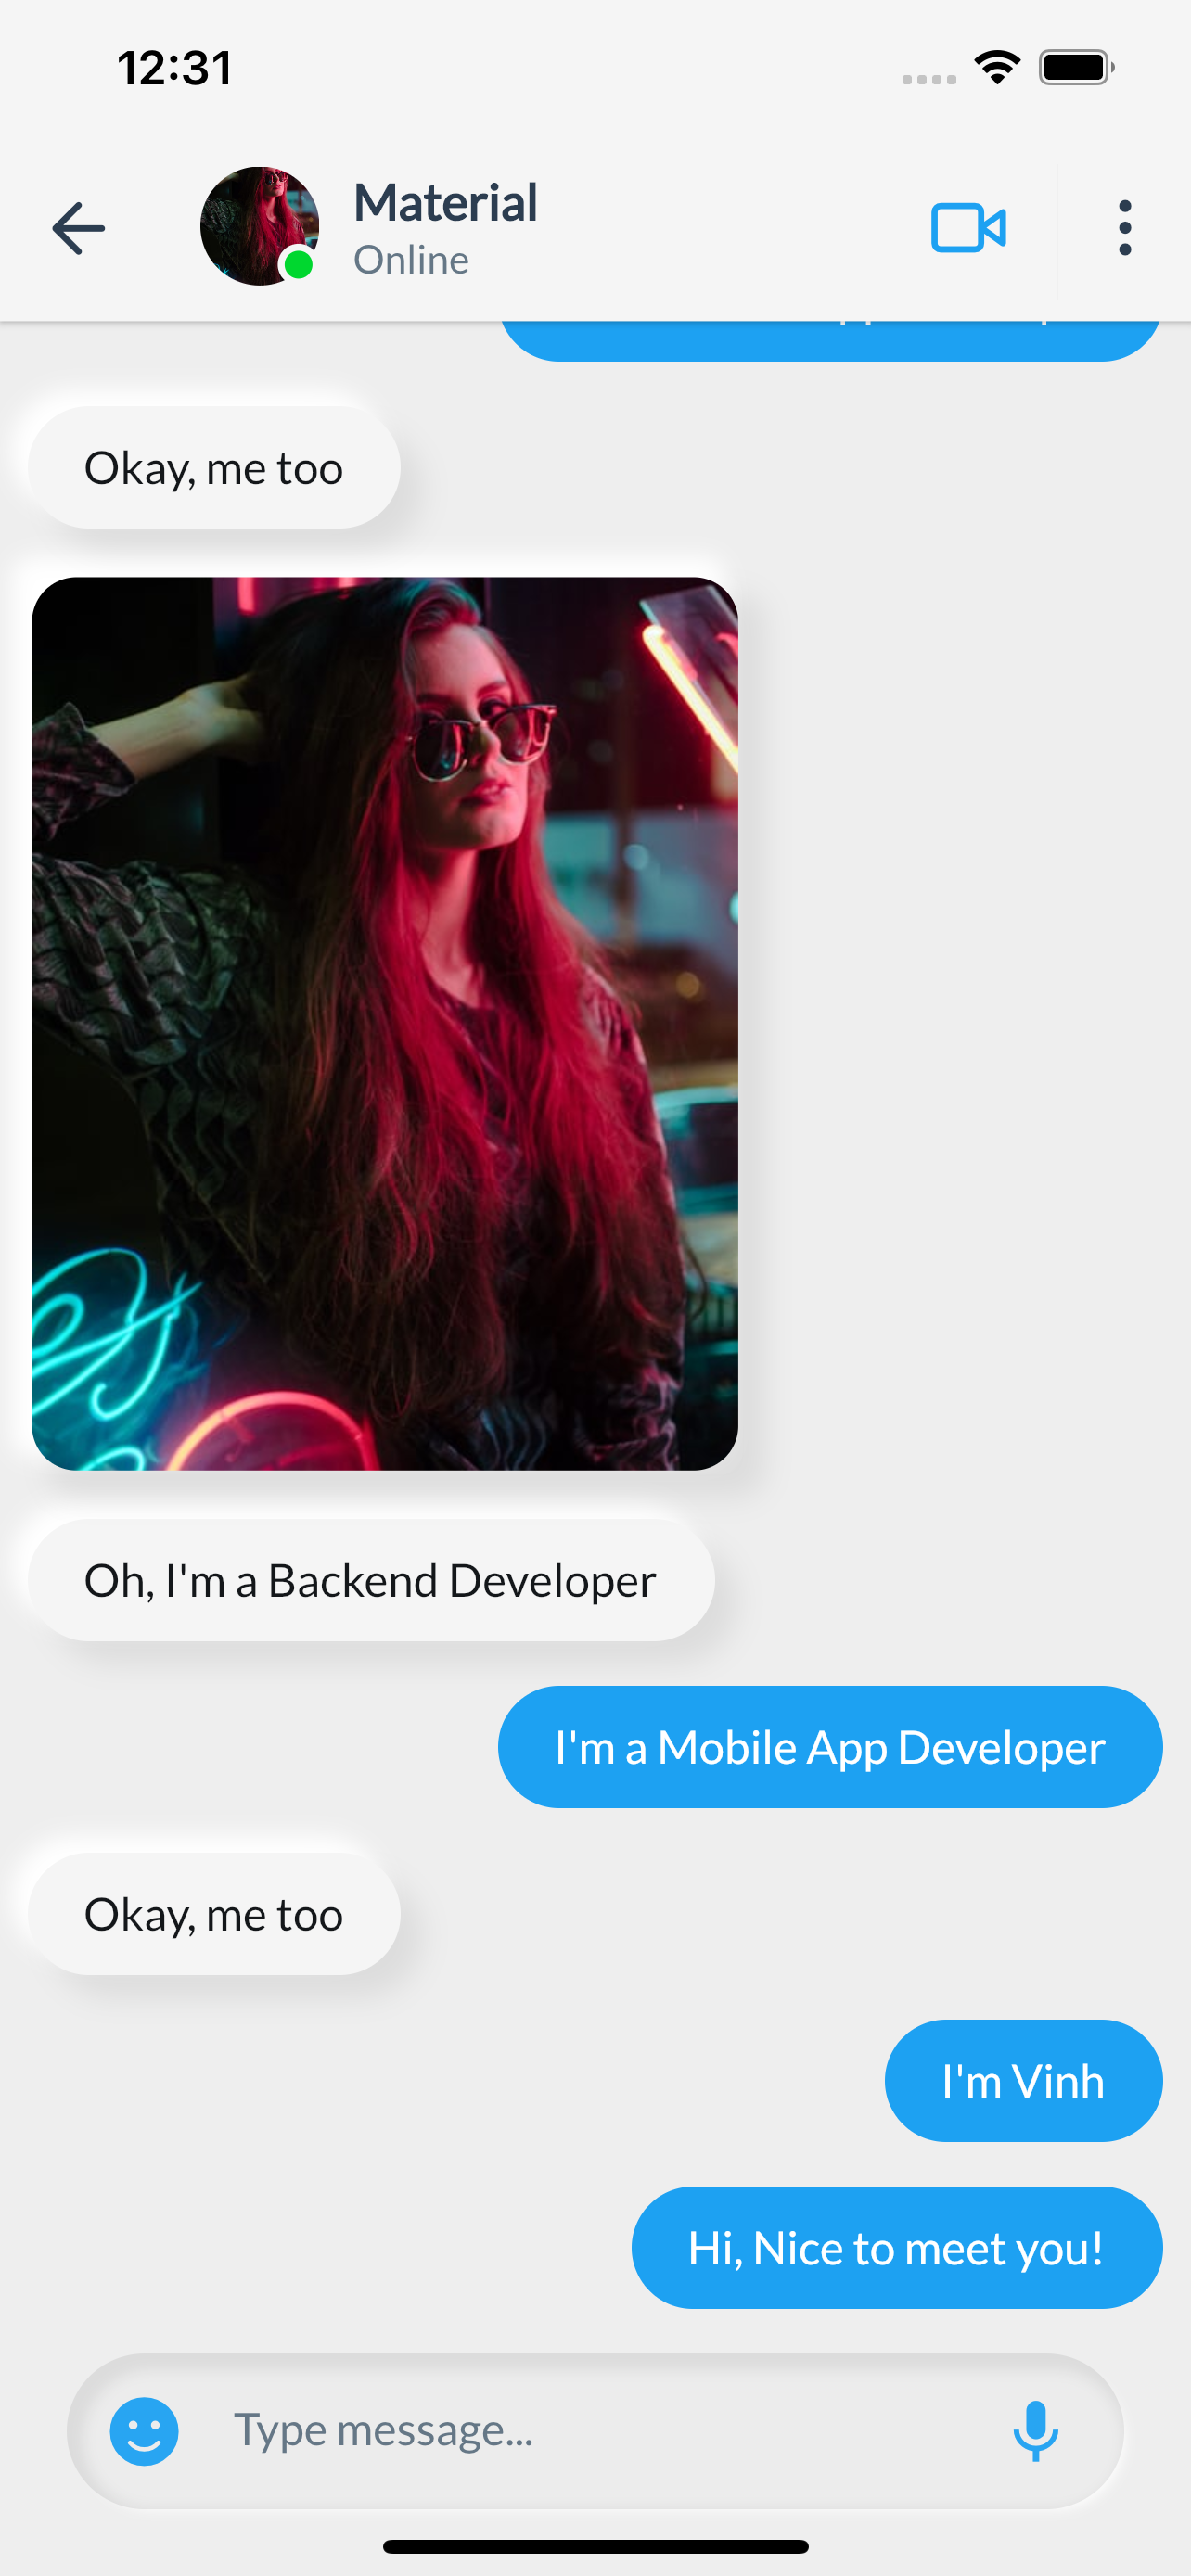 12:31
Material
Online
Okay, me too
Oh, I'm a Backend Developer
I'm a Mobile App Developer
Okay, me too
I'm Vinh
Hi, Nice to meet you!
Type message...